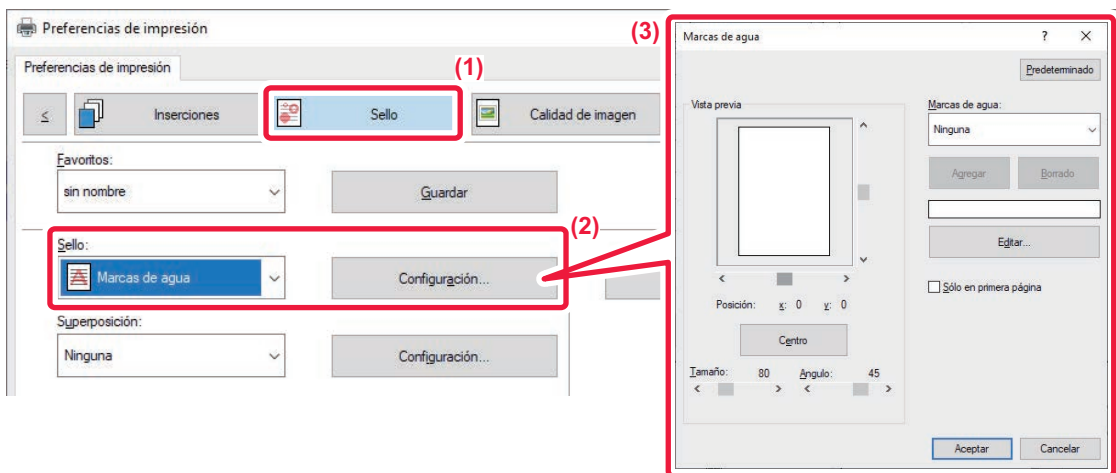 Preferencias de impresión
Preferencias de impresión
(1)
≤
Inserciones
Sello
Calidad de imagen
Favoritos:
sin nombre
Guardar
(2)
Sello:
Marcas de agua
Configuración...
Superposición:
Ninguna
Configuración...
(3)
Marcas de agua
?
Predeterminado
Vista previa
Marcas de agua:
Ninguna
Agregar
Borrado
Editar...
Sólo en primera página
Posición: x: 0 y: 0
Centro
Tamaño: 80 Angulo: 45
Aceptar
Cancelar